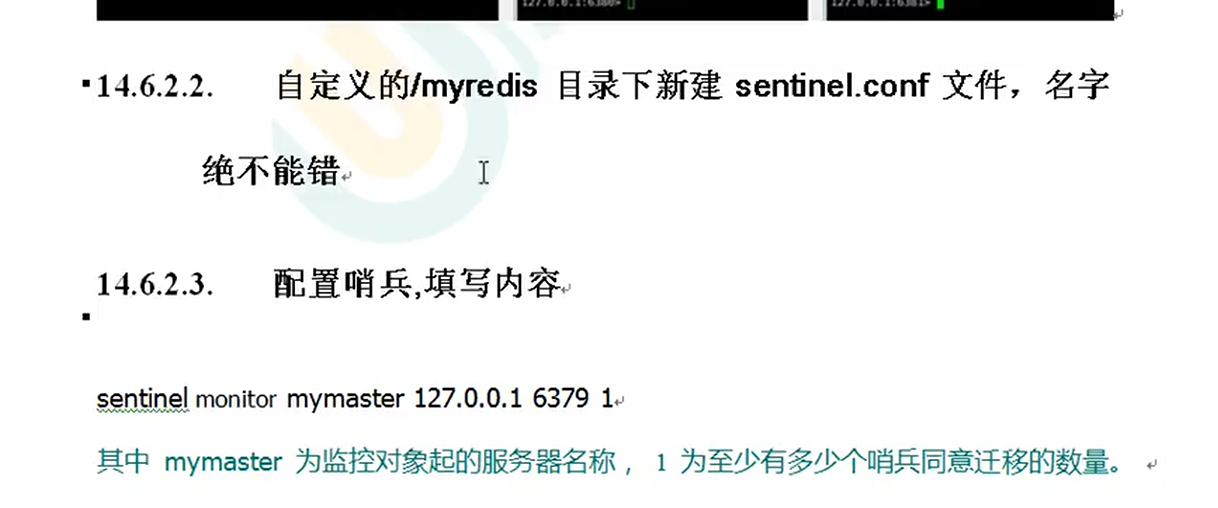 127.0.0.1:6380>
127.0.0.1:6381>
14.6.2.2. 自定义的/myredis 目录下新建 sentinel.conf 文件，名字
绝不能错
14.6.2.3. 配置哨兵,填写内容
sentinel monitor mymaster 127.0.0.1 6379 1
其中 mymaster 为监控对象起的服务器名称， 1 为至少有多少个哨兵同意迁移的数量。